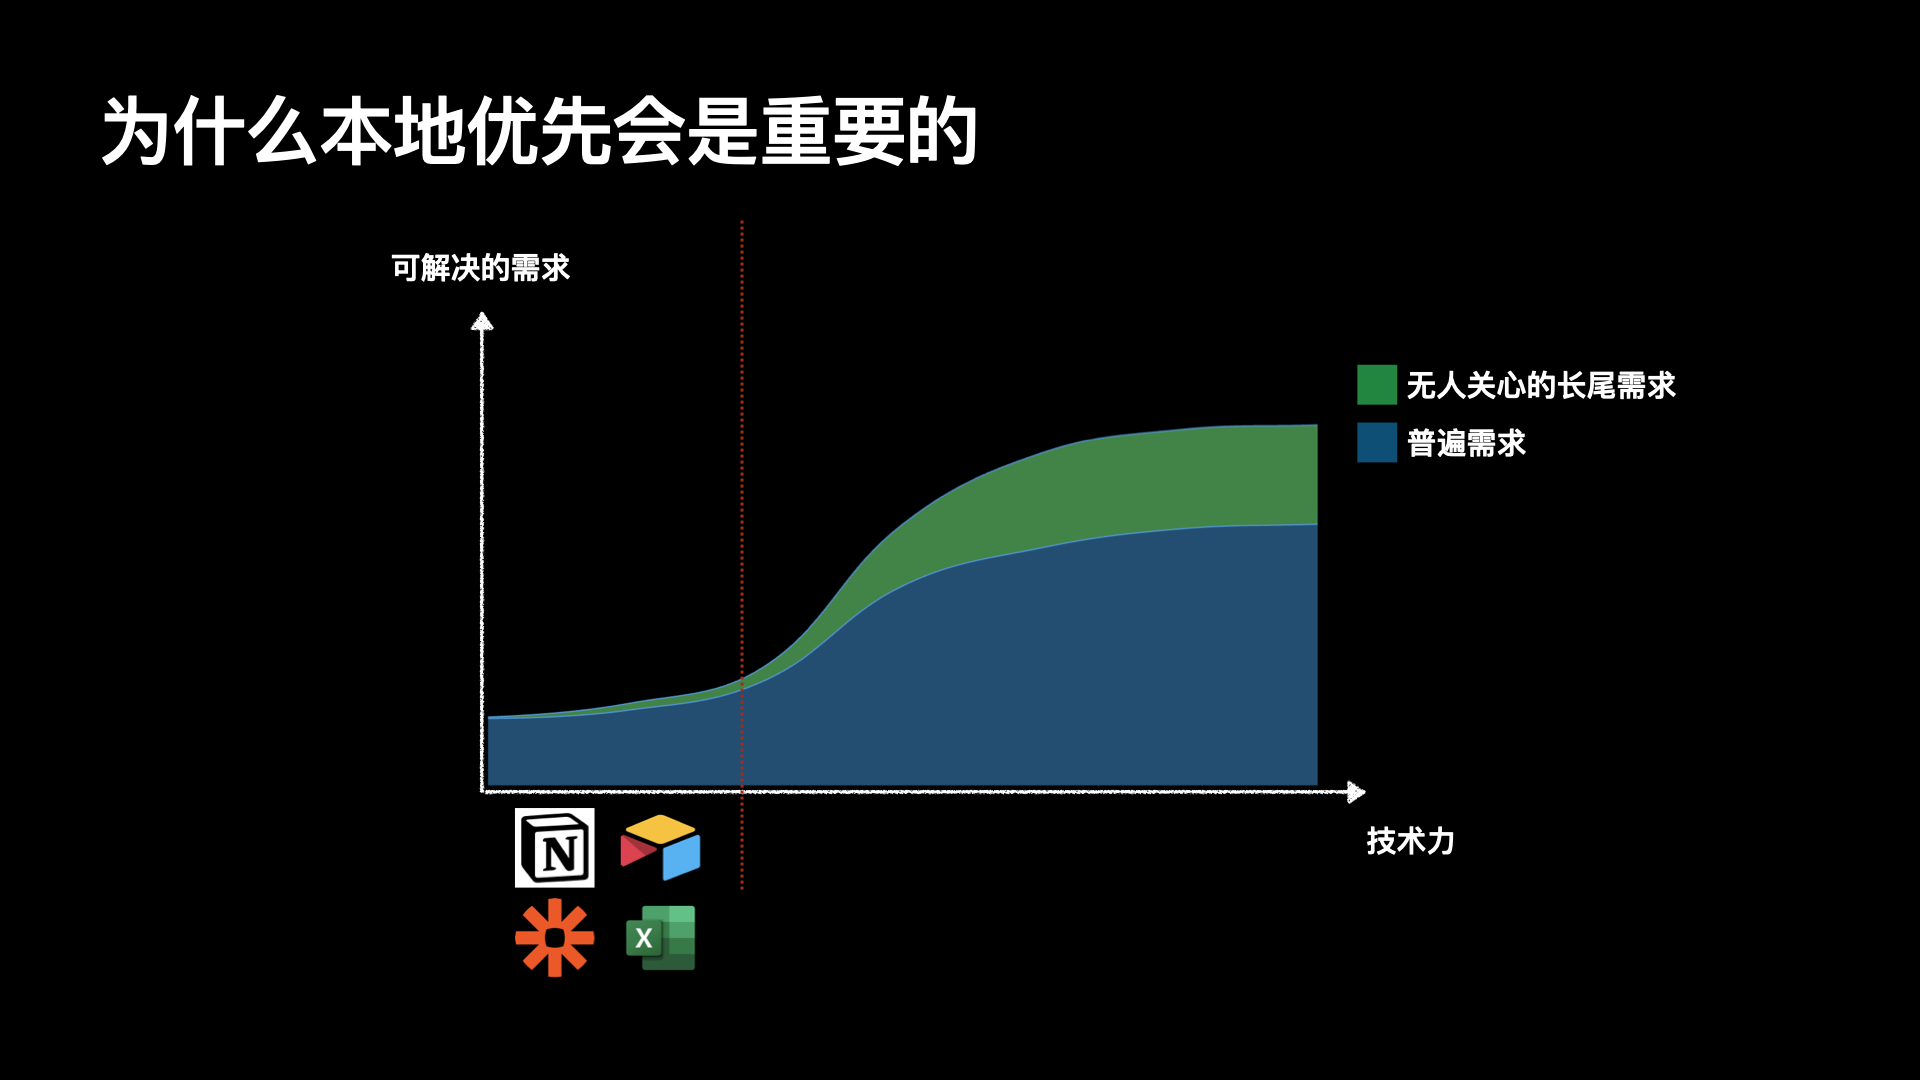 为什么本地优先会是重要的
可解决的需求
无人关心的长尾需求
普遍需求
技术力
N
X